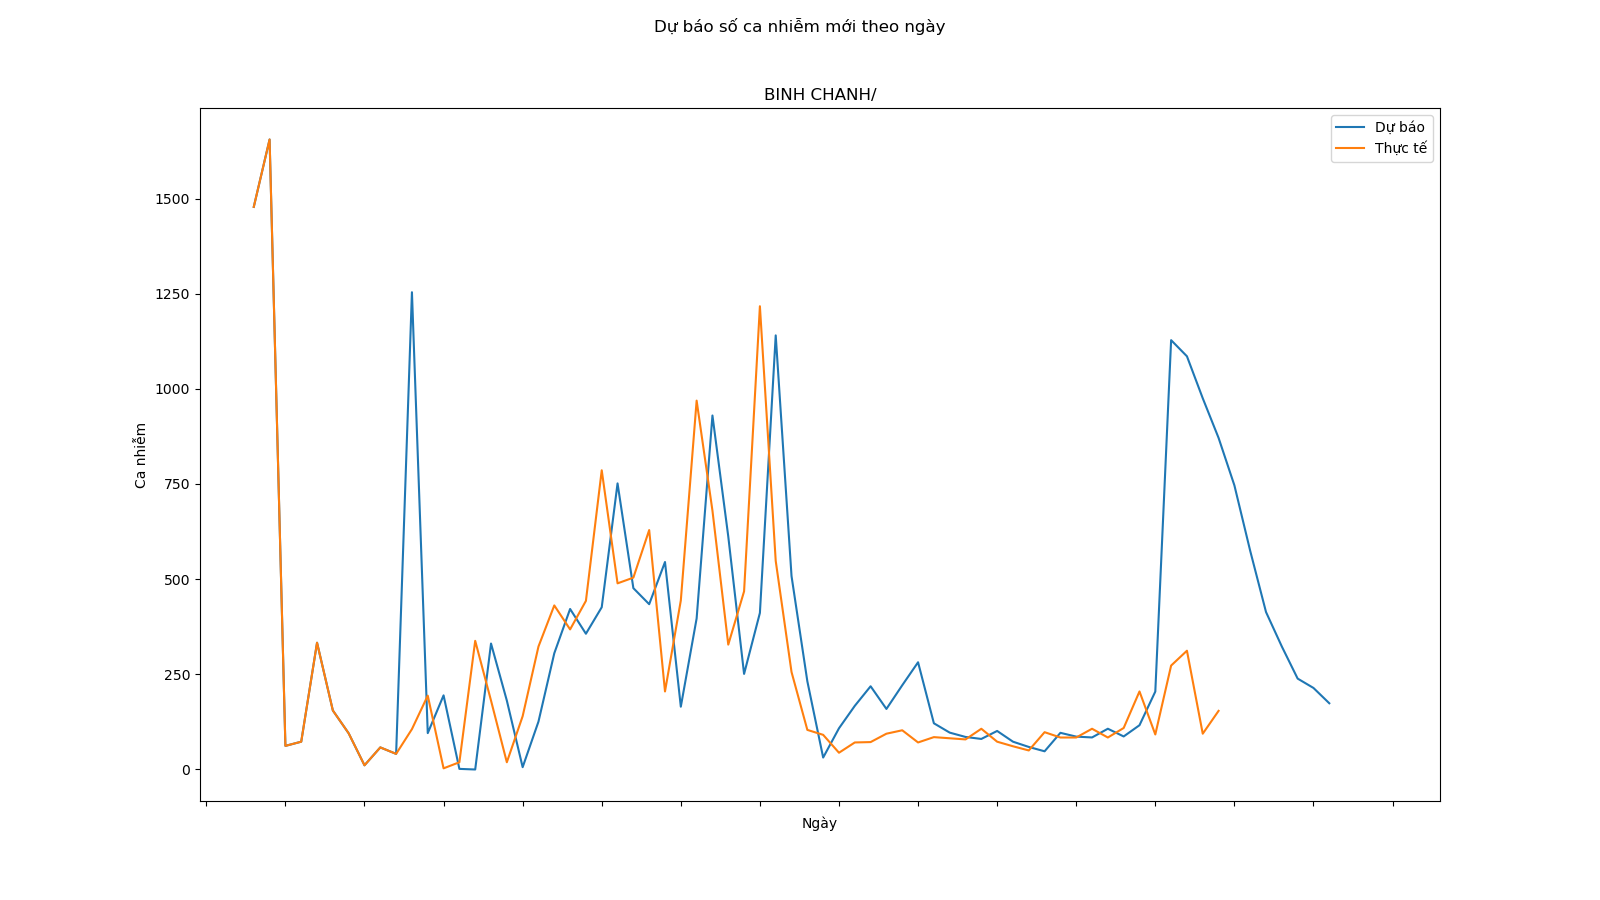 Dự báo số ca nhiễm mới theo ngày
BINH CHANH/
Dự báo
Thực tế
1500
1250
1000
750
500
250
0
Ca nhiễm
Ngày